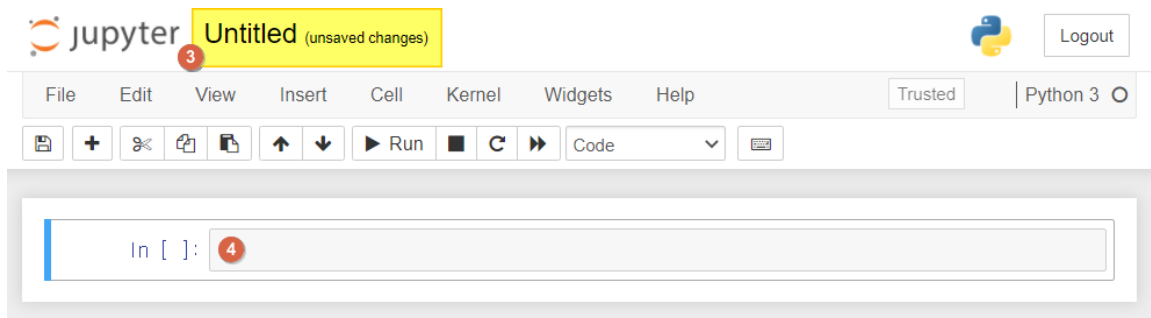 jupyter Untitled (unsaved changes) Logout
3
File Edit View Insert Cell Kernel Widgets Help Trusted Python 3
Run Code
In [ ]: 4